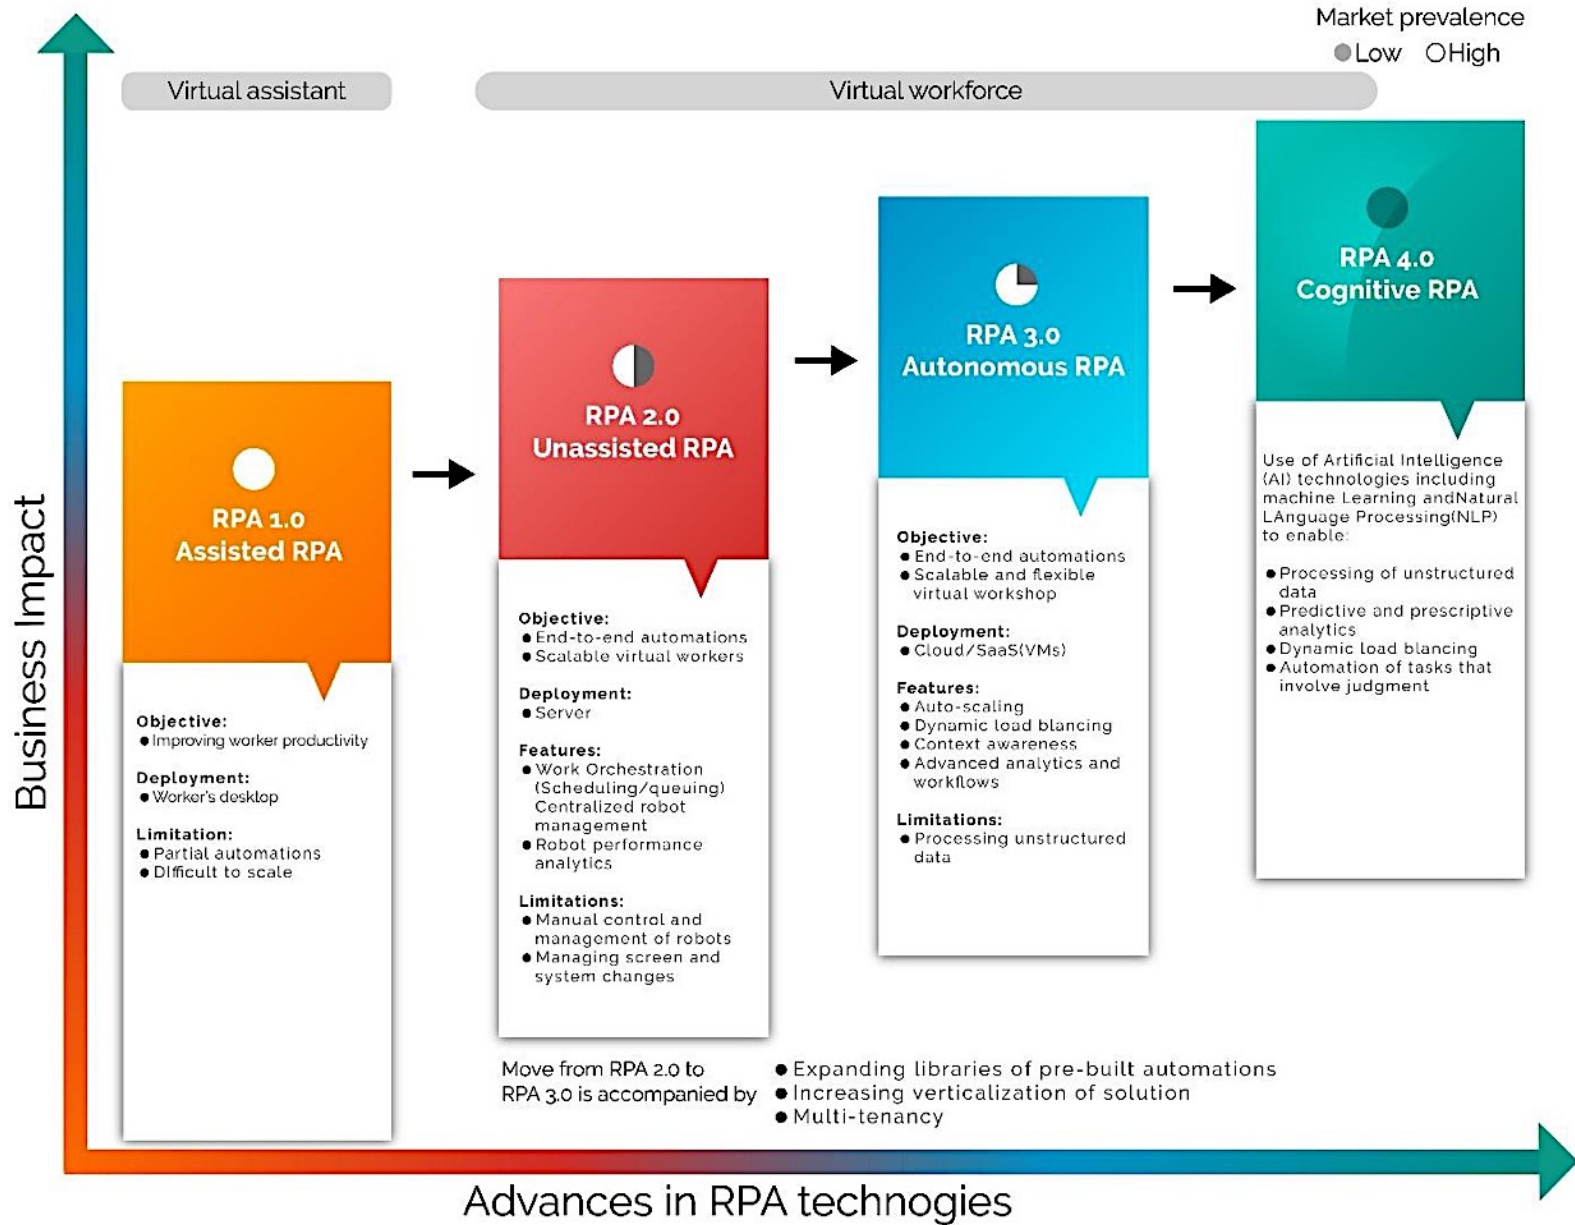 Market prevalence
Low High
Virtual assistant
Virtual workforce
RPA 1.0
Assisted RPA
Objective:
● Improving worker productivity
Deployment:
● Worker's desktop
Limitation:
● Partial automations
● DIfficult to scale
RPA 2.0
Unassisted RPA
Objective:
● End-to-end automations
● Scalable virtual workers
Deployment:
● Server
Features:
● Work Orchestration
(Scheduling/queuing)
Centralized robot
management
● Robot performance
analytics
Limitations:
● Manual control and
management of robots
● Managing screen and
system changes
RPA 3.0
Autonomous RPA
Objective:
● End-to-end automations
● Scalable and flexible
virtual workshop
Deployment:
● Cloud/SaaS(VMs)
Features:
● Auto-scaling
● Dynamic load blancing
● Context awareness
● Advanced analytics and
workflows
Limitations:
● Processing unstructured
data
RPA 4.0
Cognitive RPA
Use of Artificial Intelligence
(AI) technologies including
machine Learning andNatural
LAnguage Processing(NLP)
to enable:
● Processing of unstructured
data
● Predictive and prescriptive
analytics
● Dynamic load blancing
● Automation of tasks that
involve judgment
Move from RPA 2.0 to
RPA 3.0 is accompanied by
● Expanding libraries of pre-built automations
● Increasing verticalization of solution
● Multi-tenancy
Business Impact
Advances in RPA technogies